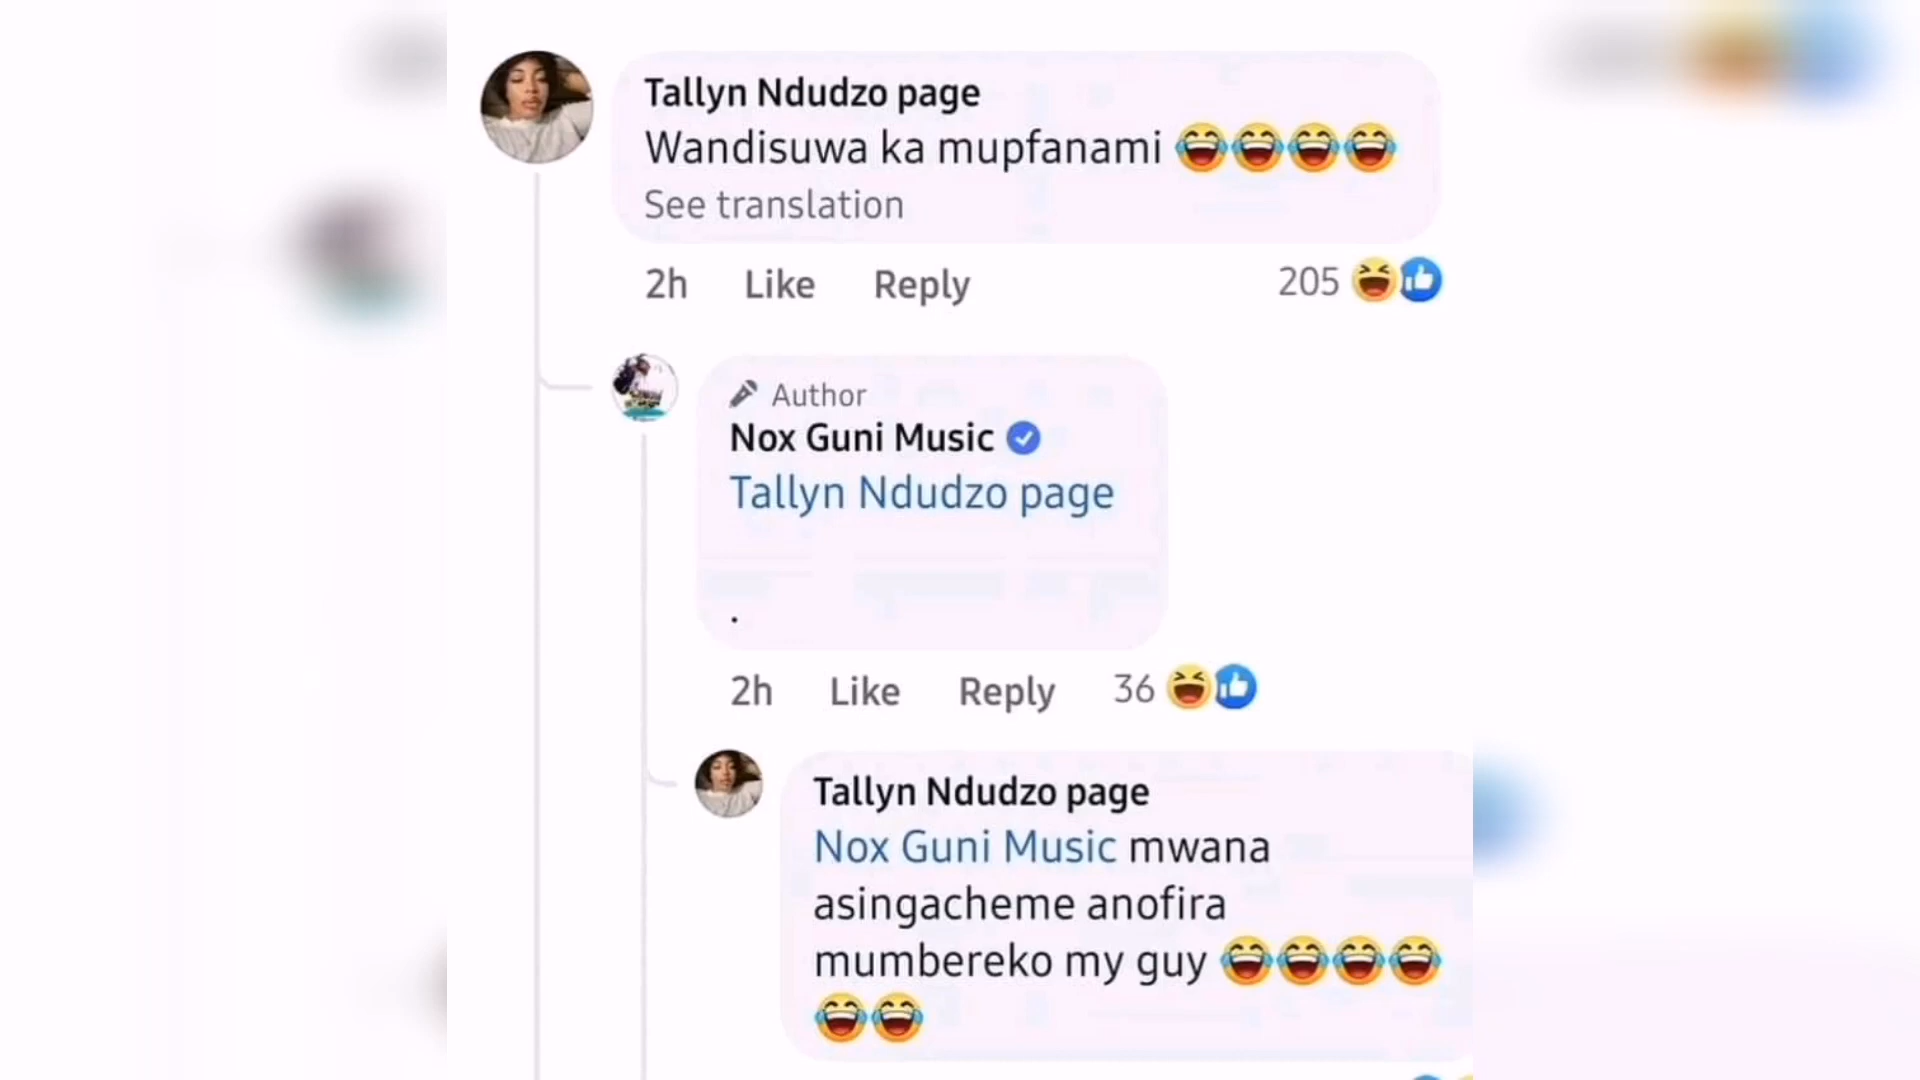 Tallyn Ndudzo page
Wandisuwa ka mupfanami 😂😂😂😂
See translation
2h Like Reply 205
Author
Nox Guni Music
Tallyn Ndudzo page
.
2h Like Reply 36
Tallyn Ndudzo page
Nox Guni Music mwana
asingacheme anofira
mumbereko my guy 😂😂😂😂
😂😂